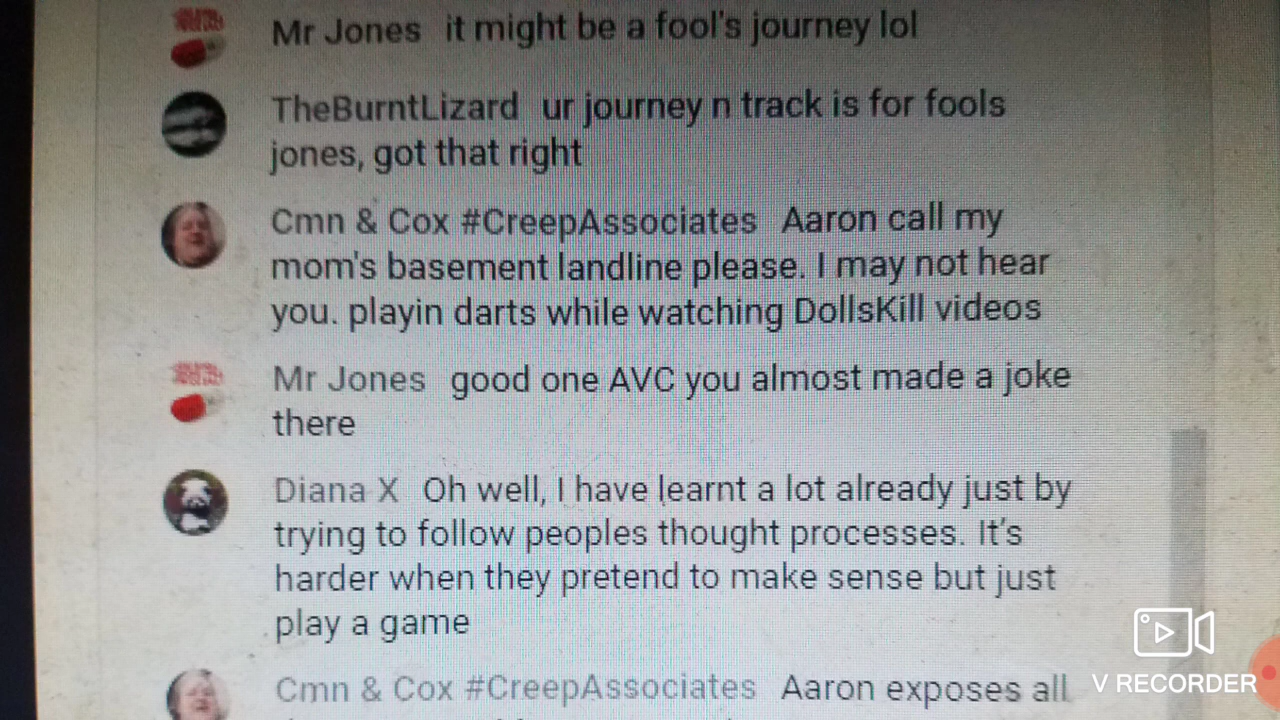 Mr Jones it might be a fool's journey lol
TheBurntLizard ur journey n track is for fools
jones, got that right
Cmn & Cox #CreepAssociates Aaron call my
mom's basement landline please. I may not hear
you. playin darts while watching DollsKill videos
Mr Jones good one AVC you almost made a joke
there
Diana X Oh well, I have learnt a lot already just by
trying to follow peoples thought processes. It's
harder when they pretend to make sense but just
play a game
Cmn & Cox #CreepAssociates Aaron exposes all
V RECORDER